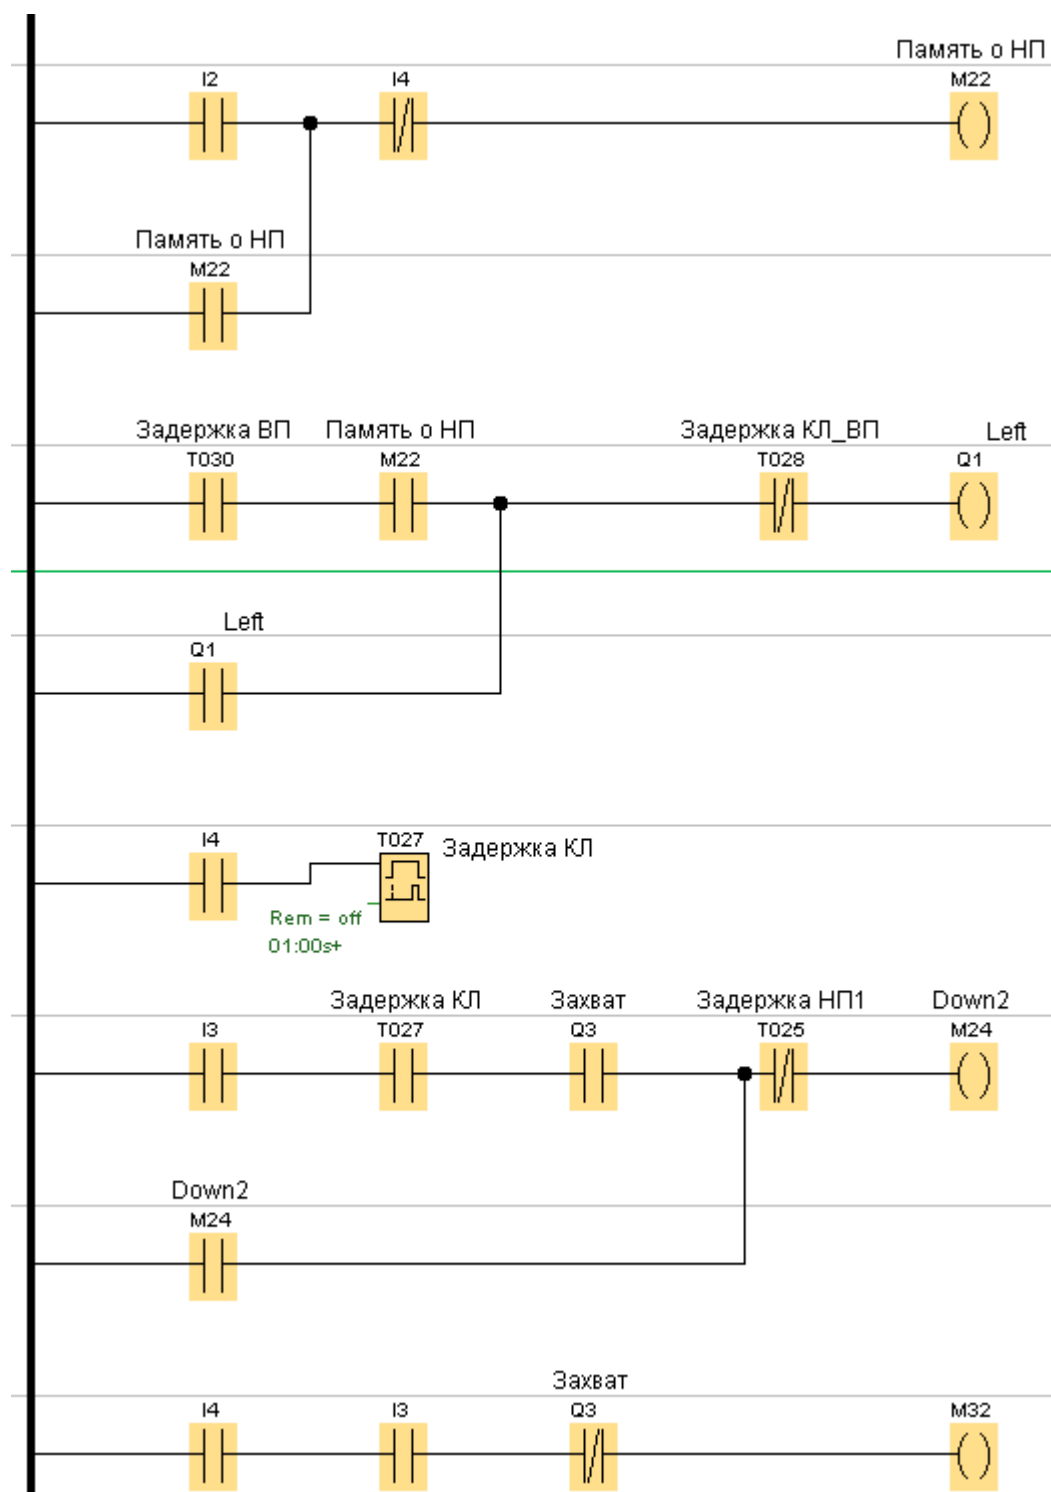 Память о НП
I2 I4 M22
Память о НП
M22
Задержка ВП Память о НП Задержка КЛ_ВП Left
T030 M22 T028 Q1
Left
Q1
I4 T027 Задержка КЛ
Rem = off
01:00s+
Задержка КЛ Захват Задержка НП1 Down2
I3 T027 Q3 T025 M24
Down2
M24
Захват
I4 I3 Q3 M32